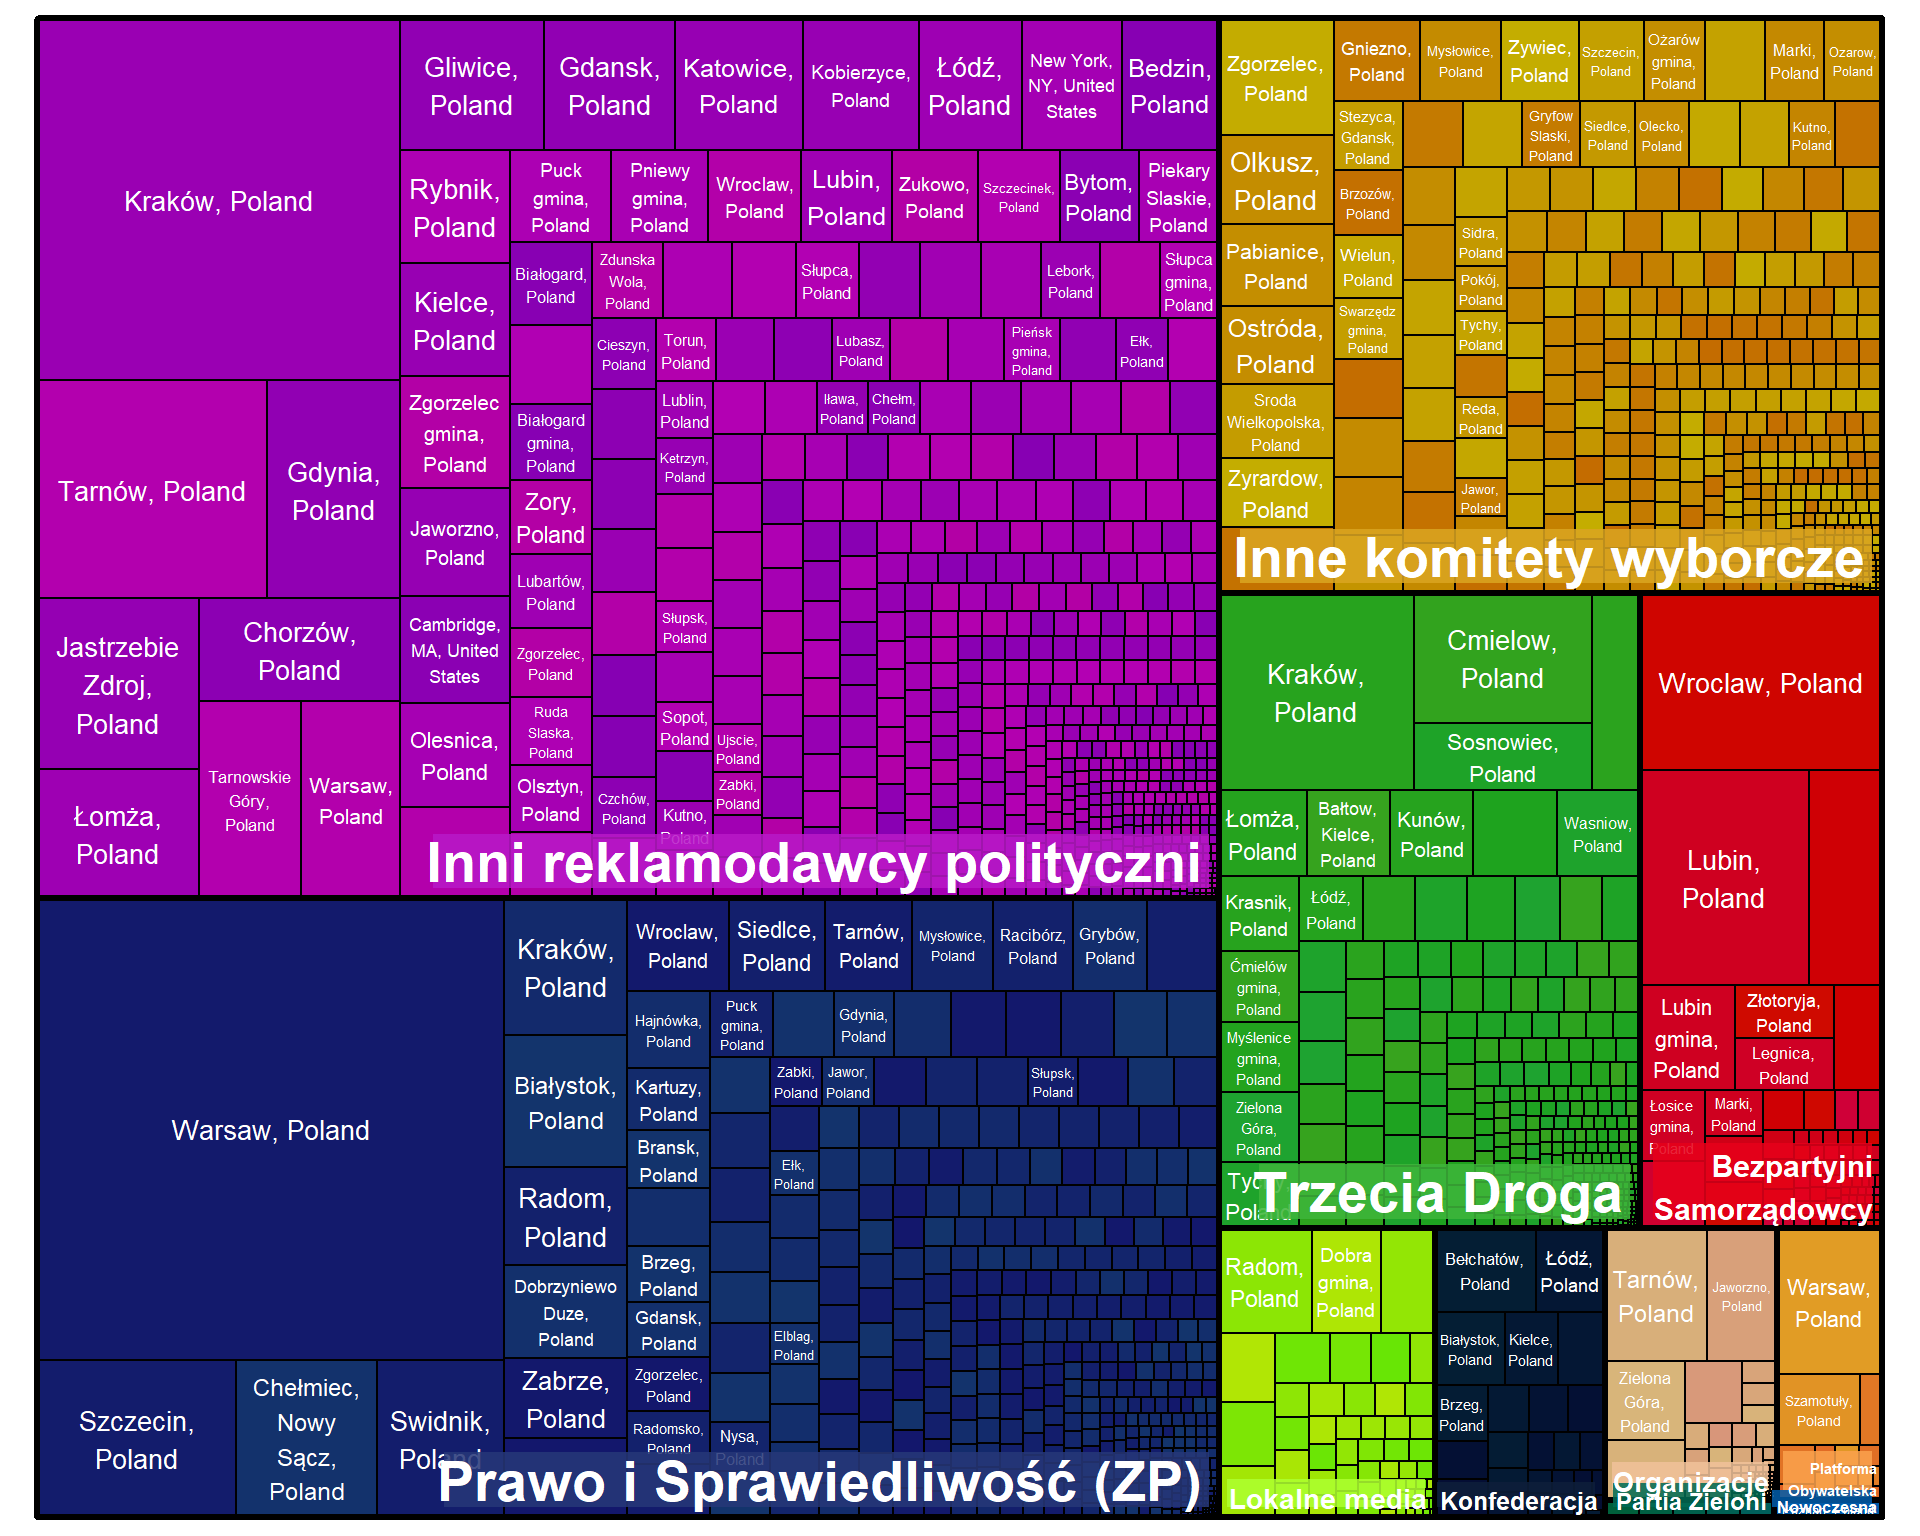 Kraków, Poland
Gliwice,
Poland
Gdansk,
Poland
Katowice,
Poland
Kobierzyce,
Poland
Łódź,
Poland
New York,
NY, United
States
Bedzin,
Poland
Rybnik,
Poland
Puck
gmina,
Poland
Pniewy
gmina,
Poland
Wroclaw,
Poland
Lubin,
Poland
Zukowo,
Poland
Szczecinek,
Poland
Bytom,
Poland
Piekary
Slaskie,
Poland
Kielce,
Poland
Białogard,
Poland
Zdunska
Wola,
Poland
Słupca,
Poland
Lebork,
Poland
Słupca
gmina,
Poland
Cieszyn,
Poland
Torun,
Poland
Lubasz,
Poland
Pieńsk
gmina,
Poland
Ełk,
Poland
Tarnów, Poland
Gdynia,
Poland
Zgorzelec
gmina,
Poland
Białogard
gmina,
Poland
Lublin,
Poland
Iława,
Poland
Chełm,
Poland
Ketrzyn,
Poland
Jaworzno,
Poland
Zory,
Poland
Lubartów,
Poland
Jastrzebie
Zdroj,
Poland
Chorzów,
Poland
Cambridge,
MA, United
States
Zgorzelec,
Poland
Słupsk,
Poland
Tarnowskie
Góry,
Poland
Warsaw,
Poland
Olesnica,
Poland
Ruda
Slaska,
Poland
Sopot,
Poland
Ujscie,
Poland
Łomża,
Poland
Olsztyn,
Poland
Czchów,
Poland
Zabki,
Poland
Kutno,
Poland
Inni reklamodawcy polityczni
Zgorzelec,
Poland
Gniezno,
Poland
Mysłowice,
Poland
Zywiec,
Poland
Szczecin,
Poland
Ożarów
gmina,
Poland
Marki,
Poland
Ozarow,
Poland
Olkusz,
Poland
Stezyca,
Gdansk,
Poland
Gryfow
Slaski,
Poland
Siedlce,
Poland
Olecko,
Poland
Kutno,
Poland
Brzozów,
Poland
Pabianice,
Poland
Wielun,
Poland
Sidra,
Poland
Pokój,
Poland
Ostróda,
Poland
Swarzędz
gmina,
Poland
Tychy,
Poland
Sroda
Wielkopolska,
Poland
Reda,
Poland
Zyrardow,
Poland
Jawor,
Poland
Inne komitety wyborcze
Kraków,
Poland
Cmielow,
Poland
Sosnowiec,
Poland
Łomża,
Poland
Bałtow,
Kielce,
Poland
Kunów,
Poland
Wasniow,
Poland
Krasnik,
Poland
Łódź,
Poland
Ćmielów
gmina,
Poland
Myślenice
gmina,
Poland
Zielona
Góra,
Poland
Tychy,
Poland
Trzecia Droga
Wroclaw, Poland
Lubin,
Poland
Lubin
gmina,
Poland
Złotoryja,
Poland
Legnica,
Poland
Łosice
gmina,
Poland
Marki,
Poland
Bezpartyjni
Samorządowcy
Warsaw, Poland
Kraków,
Poland
Wroclaw,
Poland
Siedlce,
Poland
Tarnów,
Poland
Mysłowice,
Poland
Racibórz,
Poland
Grybów,
Poland
Hajnówka,
Poland
Puck
gmina,
Poland
Gdynia,
Poland
Białystok,
Poland
Kartuzy,
Poland
Zabki,
Poland
Jawor,
Poland
Słupsk,
Poland
Bransk,
Poland
Ełk,
Poland
Radom,
Poland
Brzeg,
Poland
Dobrzyniewo
Duze,
Poland
Gdansk,
Poland
Elblag,
Poland
Szczecin,
Poland
Chełmiec,
Nowy
Sącz,
Poland
Swidnik,
Poland
Zabrze,
Poland
Zgorzelec,
Poland
Radomsko,
Poland
Nysa,
Poland
Prawo i Sprawiedliwość (ZP)
Radom,
Poland
Dobra
gmina,
Poland
Lokalne media
Bełchatów,
Poland
Łódź,
Poland
Białystok,
Poland
Kielce,
Poland
Brzeg,
Poland
Konfederacja
Tarnów,
Poland
Jaworzno,
Poland
Zielona
Góra,
Poland
Organizacje
Partia Zieloni
Warsaw,
Poland
Szamotuły,
Poland
Platforma
Obywatelska
Nowoczesna